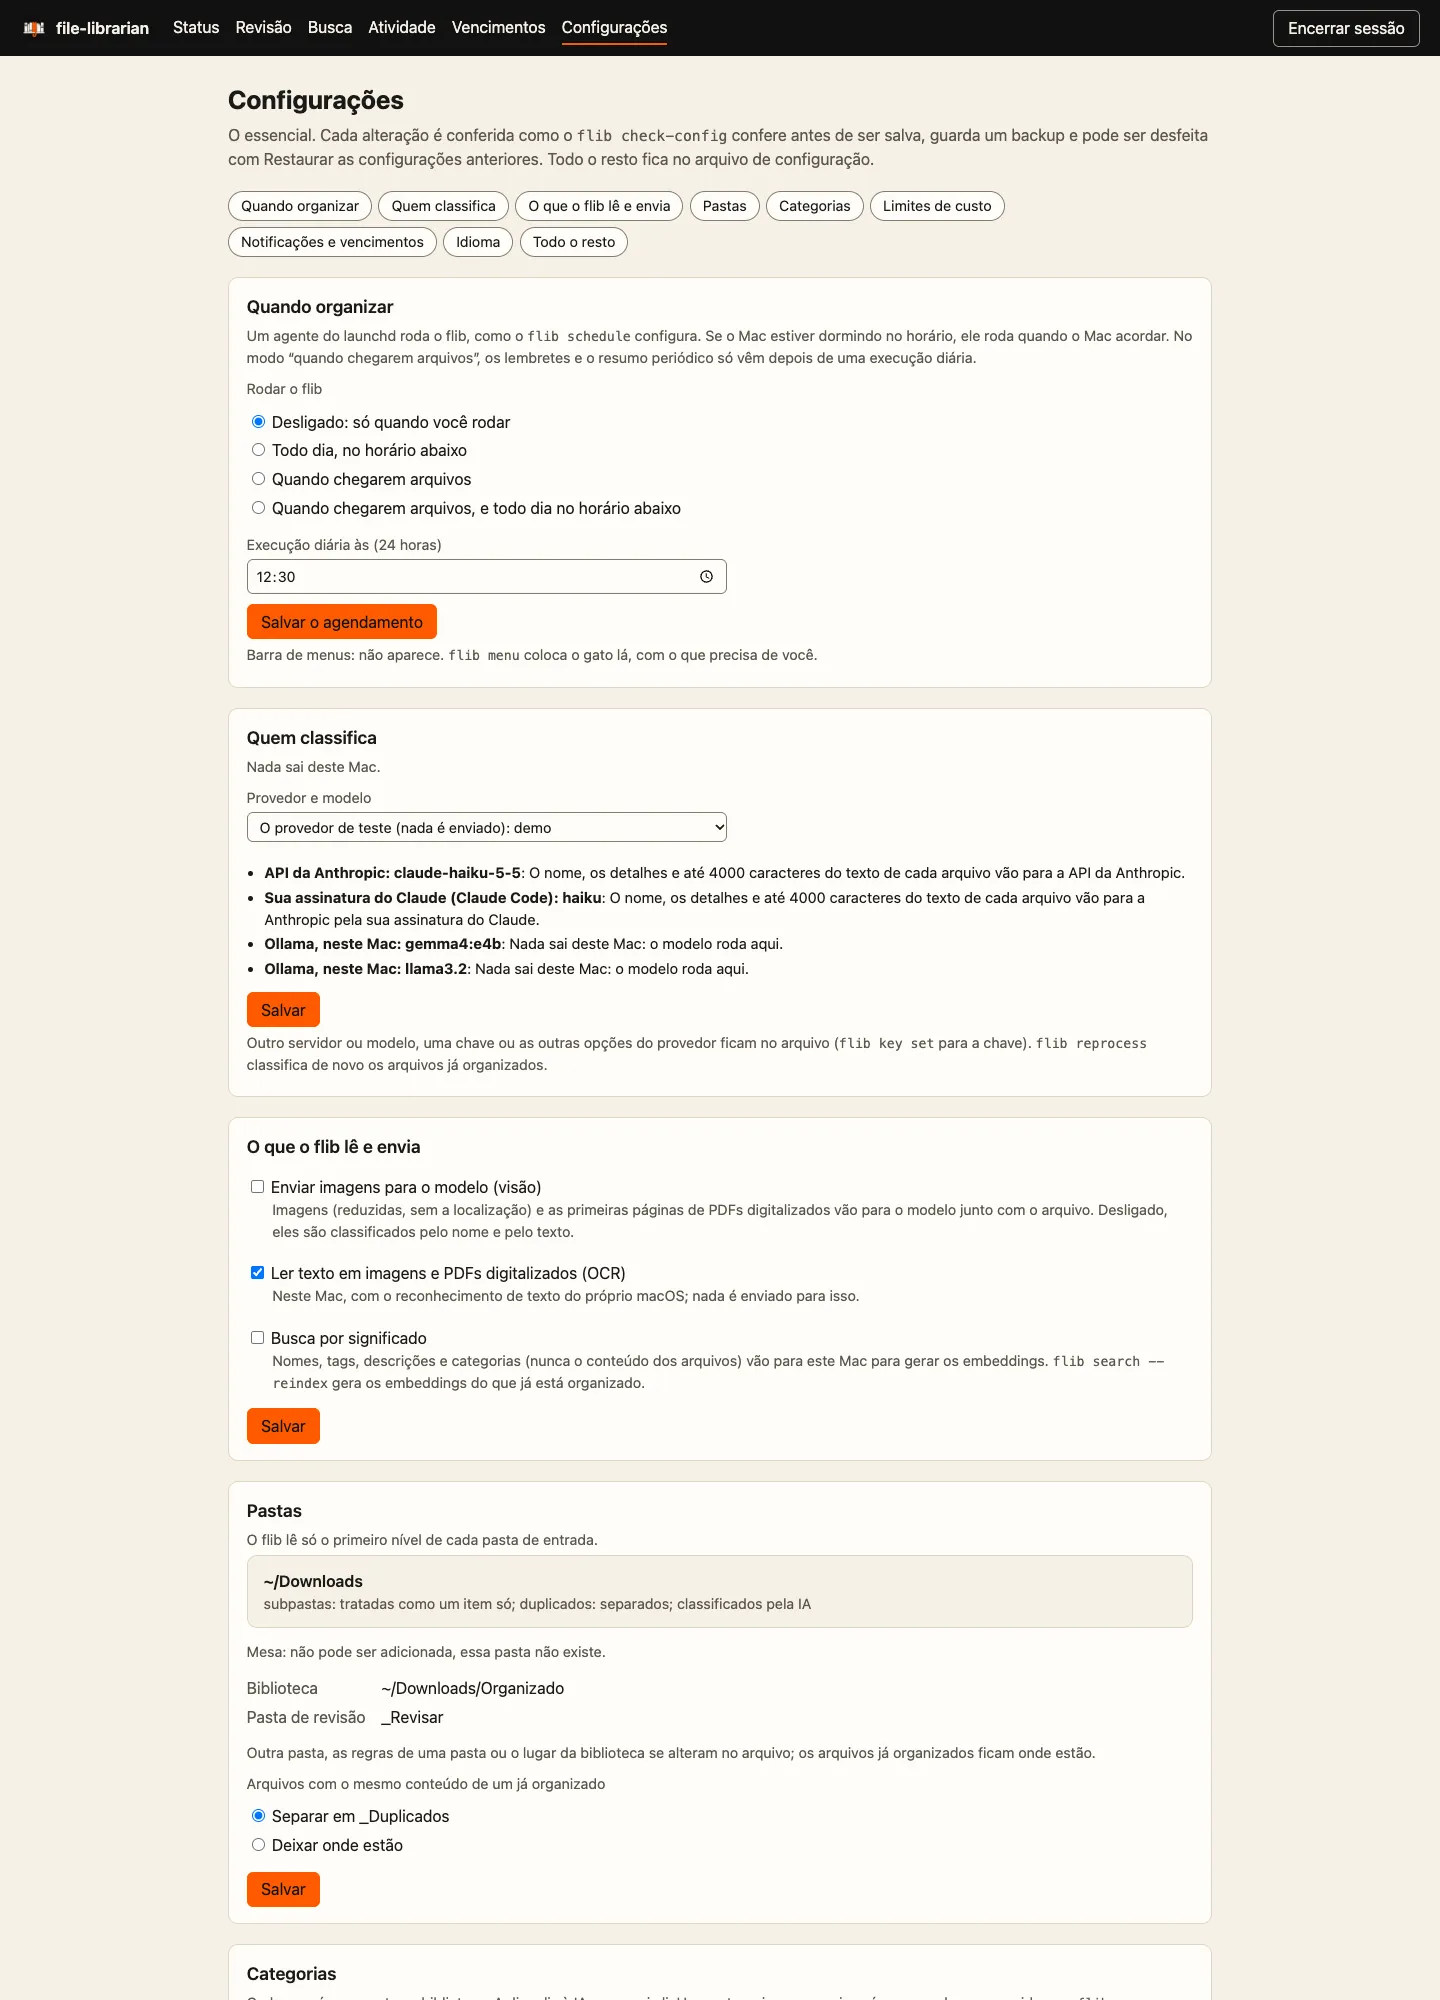 file-librarian Status Revisão Busca Atividade Vencimentos Configurações Encerrar sessão
Configurações
O essencial. Cada alteração é conferida como o flib check-config confere antes de ser salva, guarda um backup e pode ser desfeita
com Restaurar as configurações anteriores. Todo o resto fica no arquivo de configuração.
Quando organizar Quem classifica O que o flib lê e envia Pastas Categorias Limites de custo
Notificações e vencimentos Idioma Todo o resto
Quando organizar
Um agente do launchd roda o flib, como o flib schedule configura. Se o Mac estiver dormindo no horário, ele roda quando o Mac acordar. No
modo “quando chegarem arquivos”, os lembretes e o resumo periódico só vêm depois de uma execução diária.
Rodar o flib
Desligado: só quando você rodar
Todo dia, no horário abaixo
Quando chegarem arquivos
Quando chegarem arquivos, e todo dia no horário abaixo
Execução diária às (24 horas)
12:30
Salvar o agendamento
Barra de menus: não aparece. flib menu coloca o gato lá, com o que precisa de você.
Quem classifica
Nada sai deste Mac.
Provedor e modelo
O provedor de teste (nada é enviado): demo
• API da Anthropic: claude-haiku-5-5: O nome, os detalhes e até 4000 caracteres do texto de cada arquivo vão para a API da Anthropic.
• Sua assinatura do Claude (Claude Code): haiku: O nome, os detalhes e até 4000 caracteres do texto de cada arquivo vão para a
Anthropic pela sua assinatura do Claude.
• Ollama, neste Mac: gemma4:e4b: Nada sai deste Mac: o modelo roda aqui.
• Ollama, neste Mac: llama3.2: Nada sai deste Mac: o modelo roda aqui.
Salvar
Outro servidor ou modelo, uma chave ou as outras opções do provedor ficam no arquivo (flib key set para a chave). flib reprocess
classifica de novo os arquivos já organizados.
O que o flib lê e envia
Enviar imagens para o modelo (visão)
Imagens (reduzidas, sem a localização) e as primeiras páginas de PDFs digitalizados vão para o modelo junto com o arquivo. Desligado,
eles são classificados pelo nome e pelo texto.
Ler texto em imagens e PDFs digitalizados (OCR)
Neste Mac, com o reconhecimento de texto do próprio macOS; nada é enviado para isso.
Busca por significado
Nomes, tags, descrições e categorias (nunca o conteúdo dos arquivos) vão para este Mac para gerar os embeddings. flib search --
reindex gera os embeddings do que já está organizado.
Salvar
Pastas
O flib lê só o primeiro nível de cada pasta de entrada.
~/Downloads
subpastas: tratadas como um item só; duplicados: separados; classificados pela IA
Mesa: não pode ser adicionada, essa pasta não existe.
Biblioteca ~/Downloads/Organizado
Pasta de revisão _Revisar
Outra pasta, as regras de uma pasta ou o lugar da biblioteca se alteram no arquivo; os arquivos já organizados ficam onde estão.
Arquivos com o mesmo conteúdo de um já organizado
Separar em _Duplicados
Deixar onde estão
Salvar
Categorias